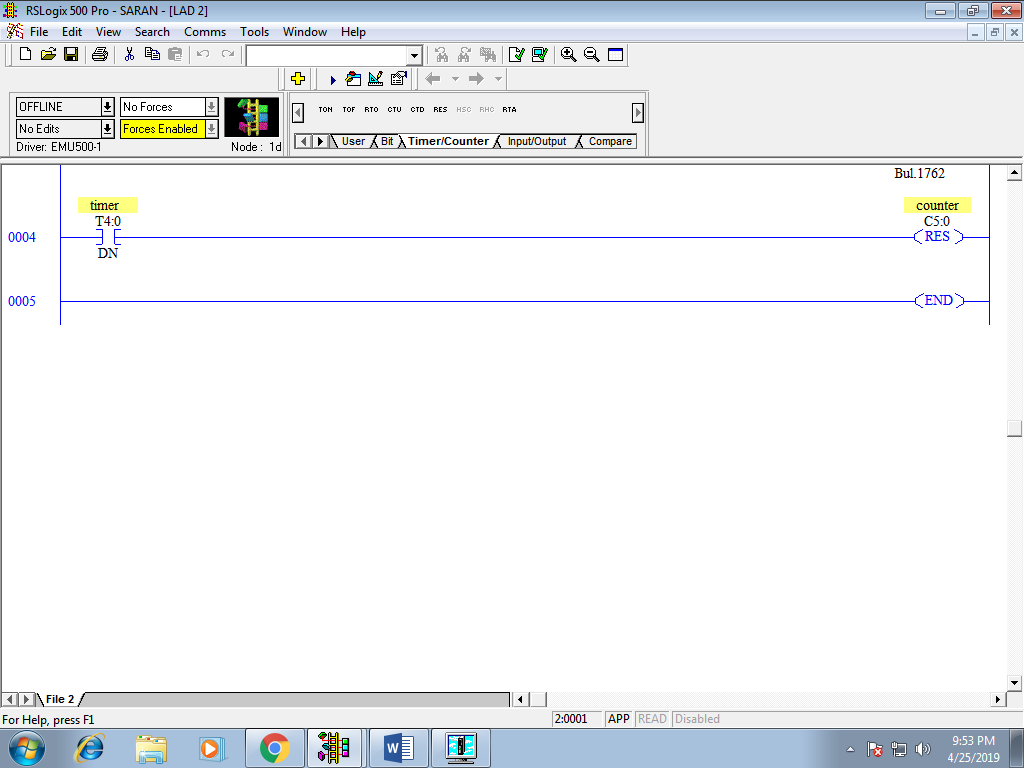 RSLogix 500 Pro - SARAN - [LAD 2]
File Edit View Search Comms Tools Window Help
OFFLINE No Forces
No Edits Forces Enabled
Driver: EMU500-1 Node : 1d
TON TOF RTO CTU CTD RES HSC RHC RTA
User Bit Timer/Counter Input/Output Compare
Bul.1762
timer counter
T4:0 C5:0
0004 RES
DN
0005 END
File 2
For Help, press F1 2:0001 APP READ Disabled
9:53 PM
4/25/2019